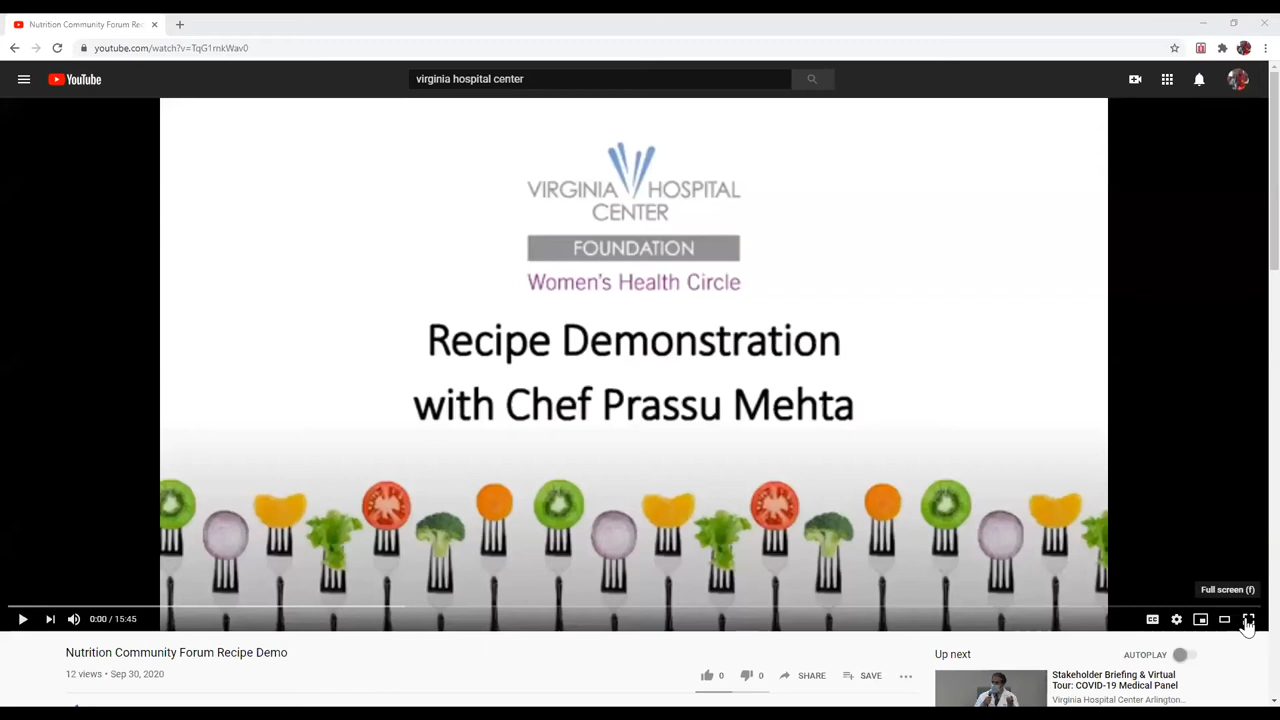 Nutrition Community Forum Rec
youtube.com/watch?v=TqG1rnkWav0
YouTube
virginia hospital center
VIRGINIA HOSPITAL
CENTER
FOUNDATION
Women's Health Circle
Recipe Demonstration
with Chef Prassu Mehta
Full screen (f)
0:00 / 15:45
CC
Nutrition Community Forum Recipe Demo
12 views • Sep 30, 2020
0
0
SHARE
SAVE
Up next
AUTOPLAY
Stakeholder Briefing & Virtual
Tour: COVID-19 Medical Panel
Virginia Hospital Center Arlington...